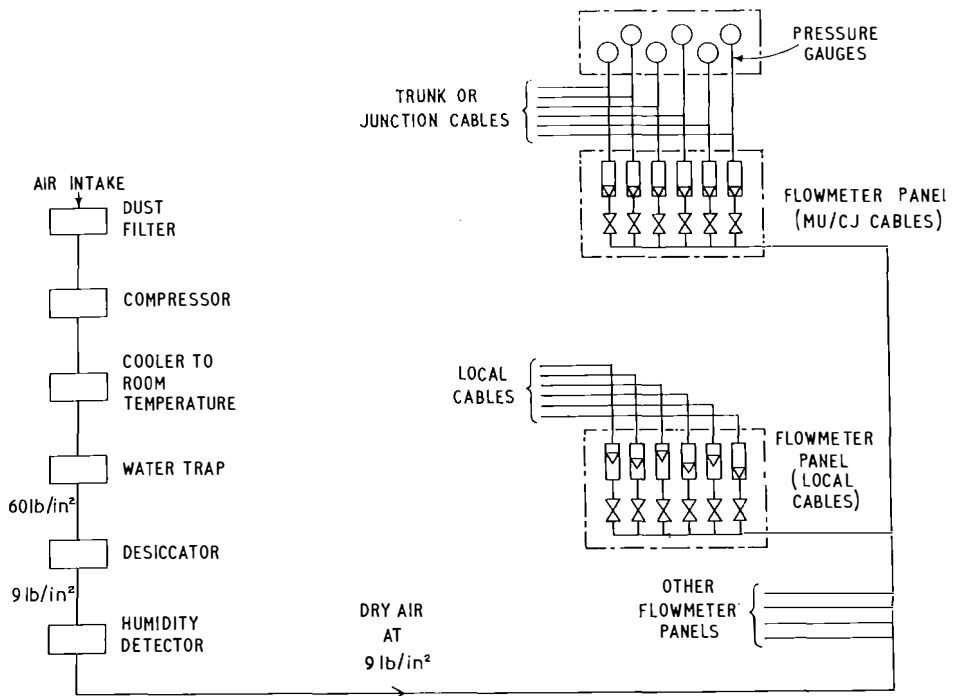 PRESSURE
GAUGES
TRUNK OR
JUNCTION CABLES
AIR INTAKE
DUST
FILTER
FLOWMETER PANEL
(MU/CJ CABLES)
COMPRESSOR
COOLER TO
ROOM
TEMPERATURE
LOCAL
CABLES
FLOWMETER
PANEL
(LOCAL
CABLES)
WATER TRAP
60 lb/in²
DESICCATOR
9 lb/in²
HUMIDITY
DETECTOR
DRY AIR
AT
9 lb/in²
OTHER
FLOWMETER
PANELS